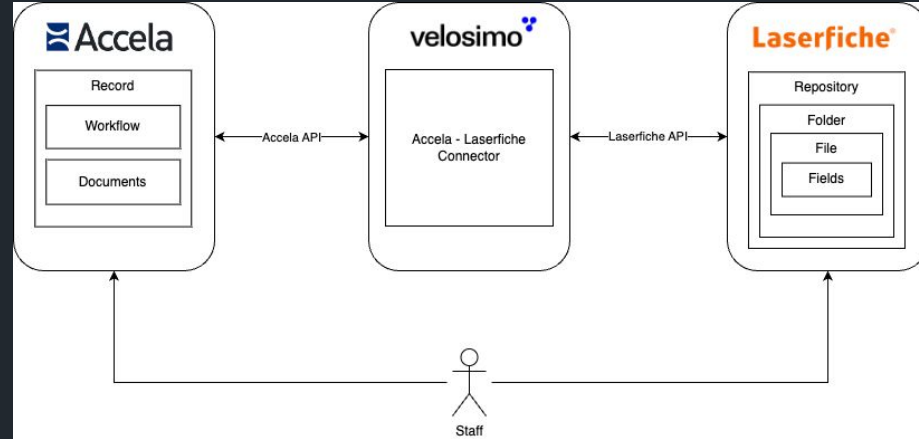 Accela
Record
Workflow
Documents
Accela API
velosimo
Accela - Laserfiche
Connector
Laserfiche API
Laserfiche®
Repository
Folder
File
Fields
Staff